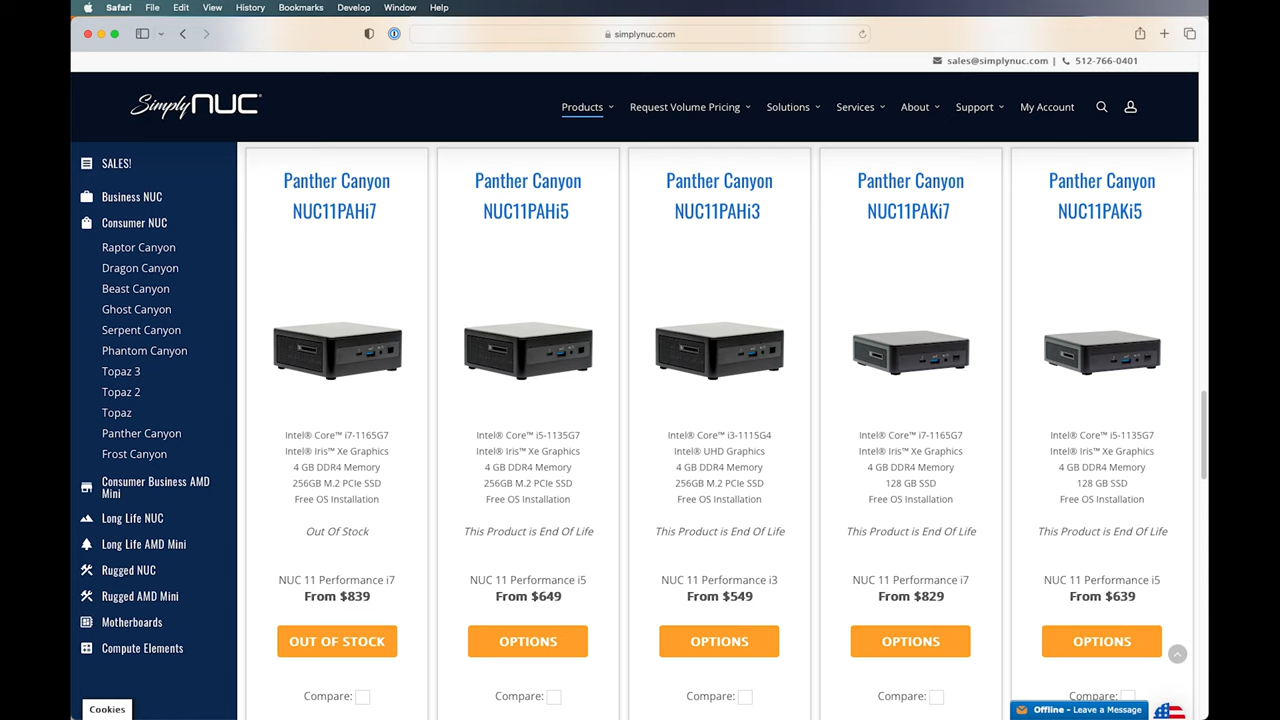 Safari File Edit View History Bookmarks Develop Window Help
simplynuc.com
sales@simplynuc.com | 512-766-0401
Simply NUC
Products Request Volume Pricing Solutions Services About Support My Account
SALES!
Business NUC
Consumer NUC
Raptor Canyon
Dragon Canyon
Beast Canyon
Ghost Canyon
Serpent Canyon
Phantom Canyon
Topaz 3
Topaz 2
Topaz
Panther Canyon
Frost Canyon
Consumer Business AMD
Mini
Long Life NUC
Long Life AMD Mini
Rugged NUC
Rugged AMD Mini
Motherboards
Compute Elements
Cookies
Panther Canyon
NUC11PAHi7
Intel® Core™ i7-1165G7
Intel® Iris™ Xe Graphics
4 GB DDR4 Memory
256GB M.2 PCIe SSD
Free OS Installation
Out Of Stock
NUC 11 Performance i7
From $839
OUT OF STOCK
Compare:
Panther Canyon
NUC11PAHi5
Intel® Core™ i5-1135G7
Intel® Iris™ Xe Graphics
4 GB DDR4 Memory
256GB M.2 PCIe SSD
Free OS Installation
This Product is End Of Life
NUC 11 Performance i5
From $649
OPTIONS
Compare:
Panther Canyon
NUC11PAHi3
Intel® Core™ i3-1115G4
Intel® UHD Graphics
4 GB DDR4 Memory
256GB M.2 PCIe SSD
Free OS Installation
This Product is End Of Life
NUC 11 Performance i3
From $549
OPTIONS
Compare:
Panther Canyon
NUC11PAKi7
Intel® Core™ i7-1165G7
Intel® Iris™ Xe Graphics
4 GB DDR4 Memory
128 GB SSD
Free OS Installation
This Product is End Of Life
NUC 11 Performance i7
From $829
OPTIONS
Compare:
Panther Canyon
NUC11PAKi5
Intel® Core™ i5-1135G7
Intel® Iris™ Xe Graphics
4 GB DDR4 Memory
128 GB SSD
Free OS Installation
This Product is End Of Life
NUC 11 Performance i5
From $639
OPTIONS
Compare:
Offline - Leave a Message